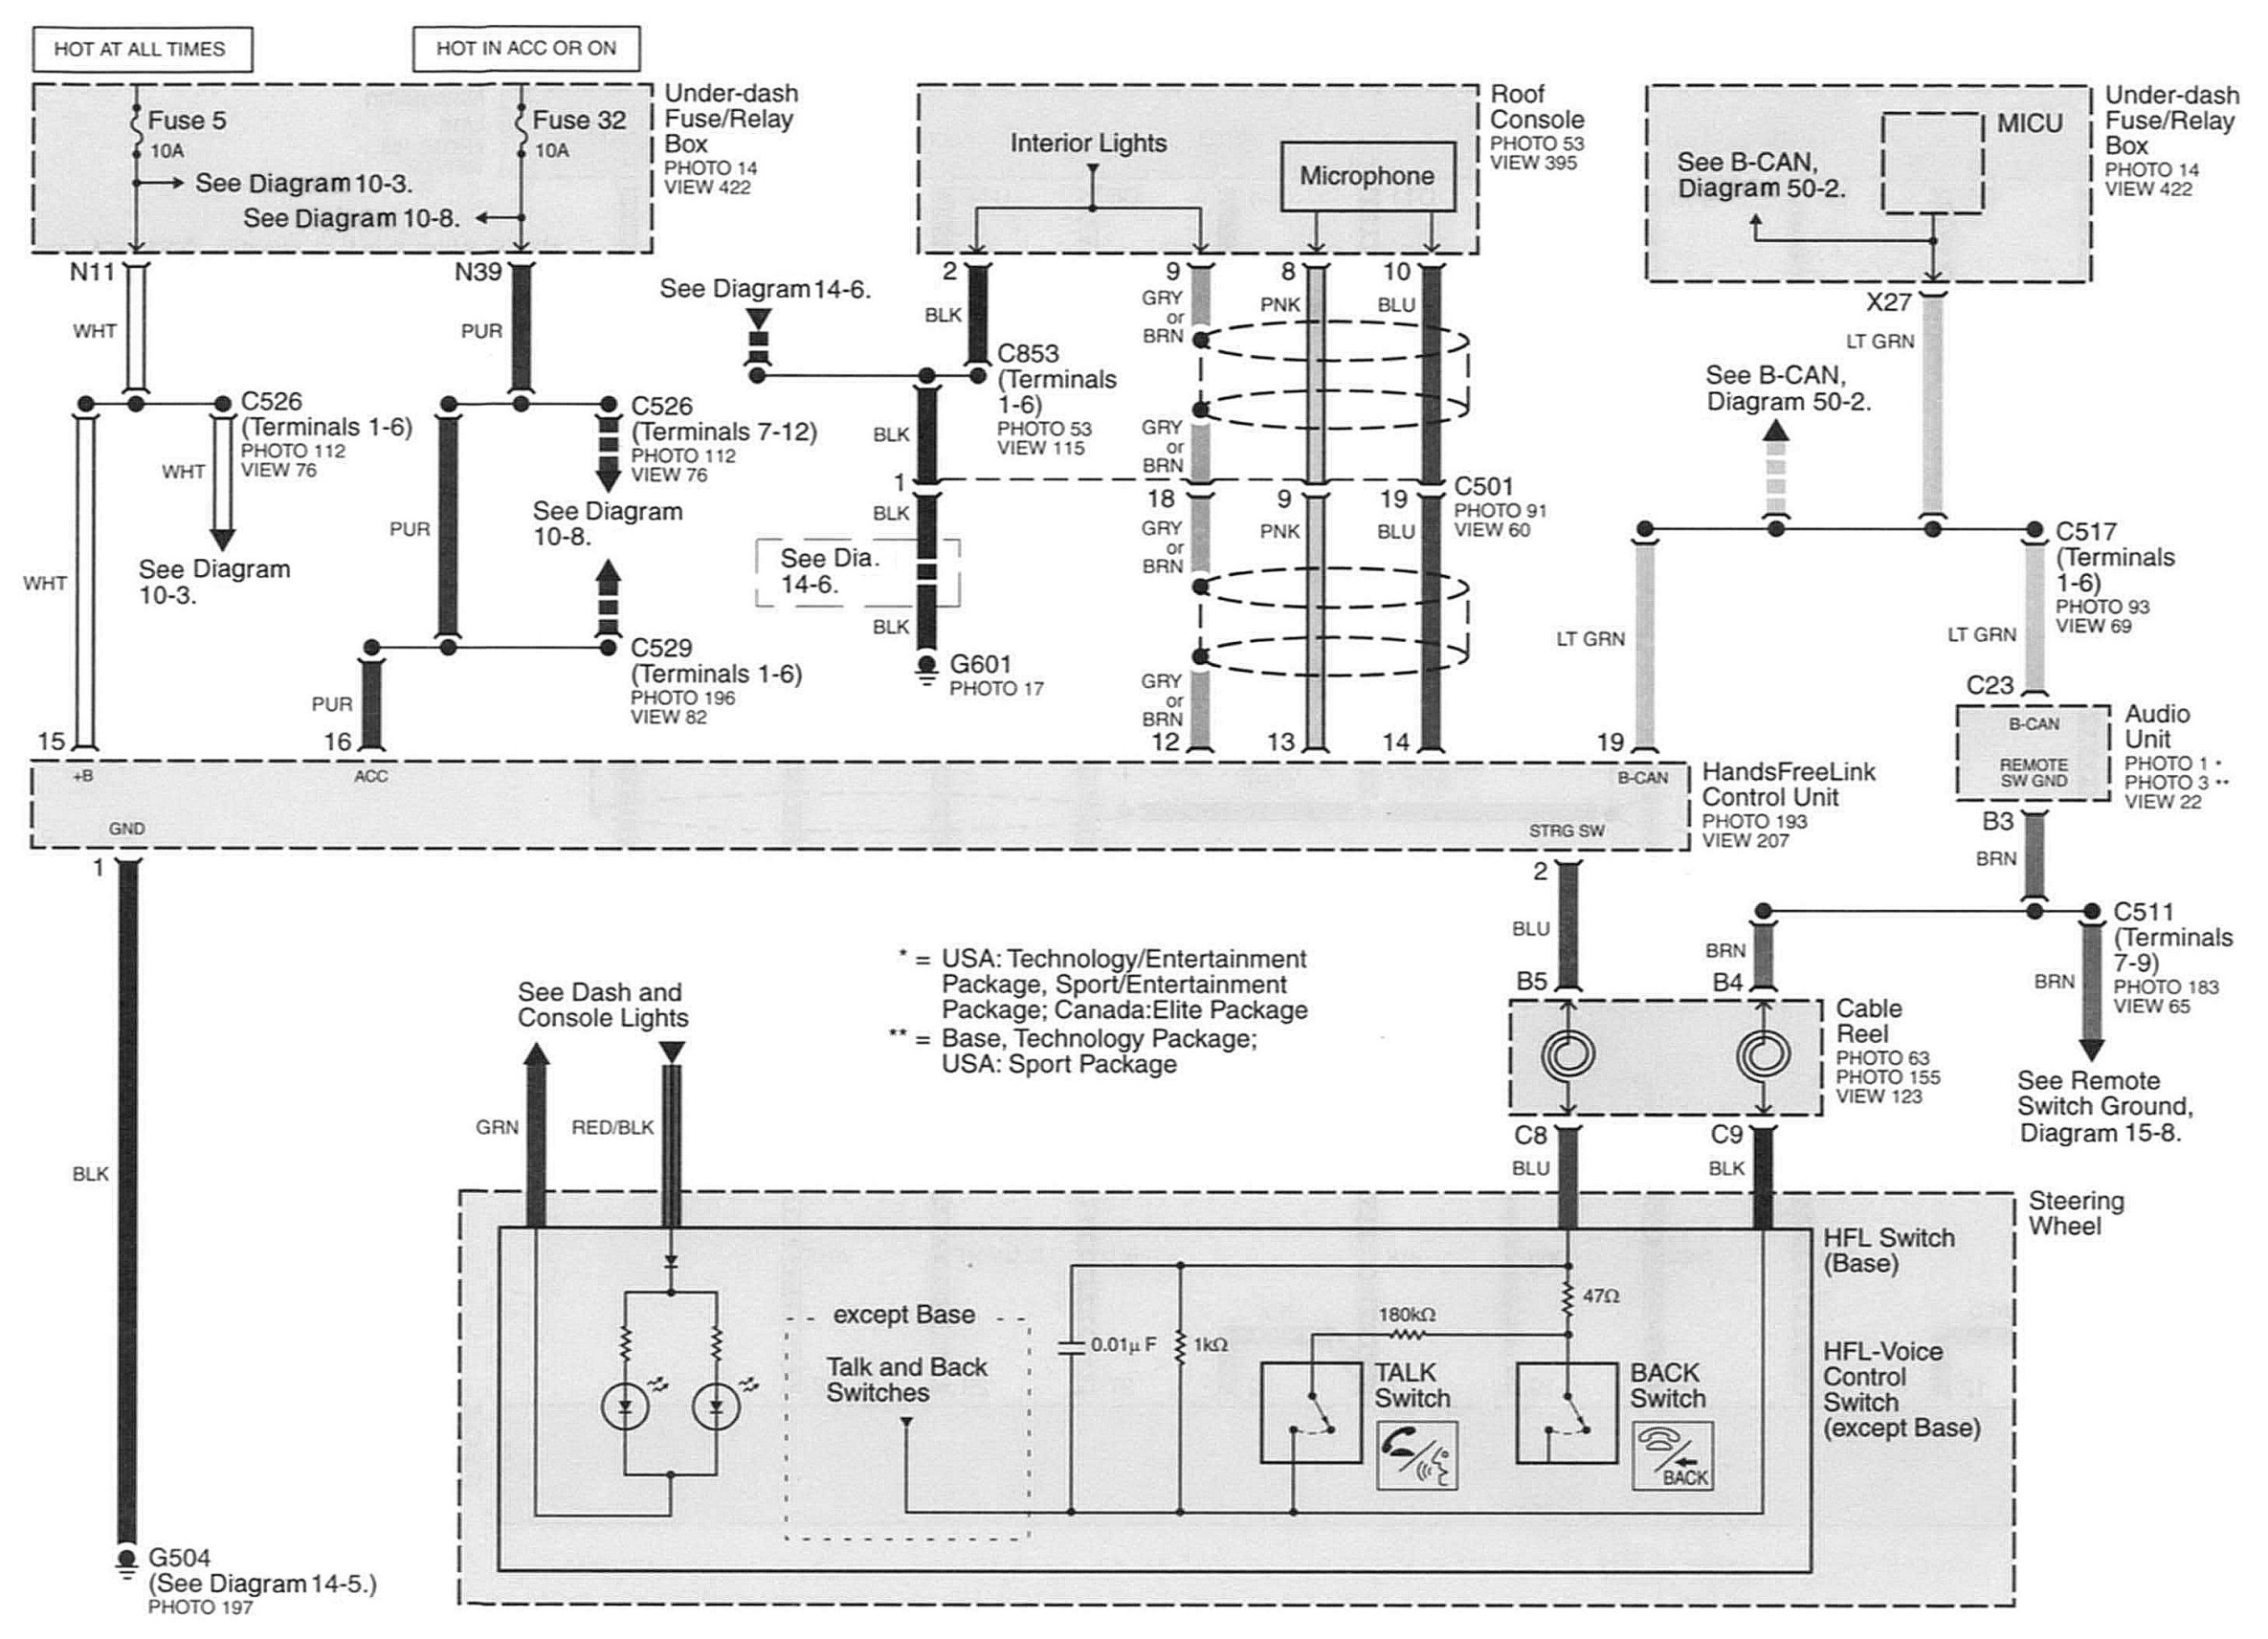 HOT AT ALL TIMES
HOT IN ACC OR ON
Fuse 5
10A
See Diagram 10-3.
Fuse 32
10A
See Diagram 10-8.
Under-dash
Fuse/Relay
Box
PHOTO 14
VIEW 422
Interior Lights
Microphone
Roof
Console
PHOTO 53
VIEW 395
See B-CAN,
Diagram 50-2.
MICU
Under-dash
Fuse/Relay
Box
PHOTO 14
VIEW 422
N11
WHT
N39
PUR
See Diagram 14-6.
2
BLK
9
GRY
or
BRN
8
PNK
10
BLU
X27
LT GRN
C526
(Terminals 1-6)
PHOTO 112
VIEW 76
WHT
See Diagram
10-3.
WHT
C526
(Terminals 7-12)
PHOTO 112
VIEW 76
See Diagram
10-8.
PUR
C529
(Terminals 1-6)
PHOTO 196
VIEW 82
PUR
C853
(Terminals
1-6)
PHOTO 53
VIEW 115
BLK
1
BLK
See Dia.
14-6.
BLK
G601
PHOTO 17
GRY
or
BRN
18
GRY
or
BRN
9
PNK
19
BLU
C501
PHOTO 91
VIEW 60
GRY
or
BRN
See B-CAN,
Diagram 50-2.
C517
(Terminals
1-6)
PHOTO 93
VIEW 69
LT GRN
LT GRN
C23
15
16
12
13
14
19
+B
ACC
B-CAN
GND
STRG SW
HandsFreeLink
Control Unit
PHOTO 193
VIEW 207
B-CAN
REMOTE
SW GND
Audio
Unit
PHOTO 1 *
PHOTO 3 **
VIEW 22
B3
BRN
1
BLK
2
BLU
B5
BRN
B4
C511
(Terminals
7-9)
PHOTO 183
VIEW 65
BRN
See Remote
Switch Ground,
Diagram 15-8.
* = USA: Technology/Entertainment
Package, Sport/Entertainment
Package; Canada:Elite Package
** = Base, Technology Package;
USA: Sport Package
Cable
Reel
PHOTO 63
PHOTO 155
VIEW 123
See Dash and
Console Lights
GRN
RED/BLK
C8
BLU
C9
BLK
Steering
Wheel
HFL Switch
(Base)
HFL-Voice
Control
Switch
(except Base)
except Base
Talk and Back
Switches
0.01µ F
1kΩ
180kΩ
47Ω
TALK
Switch
BACK
Switch
BACK
G504
(See Diagram 14-5.)
PHOTO 197